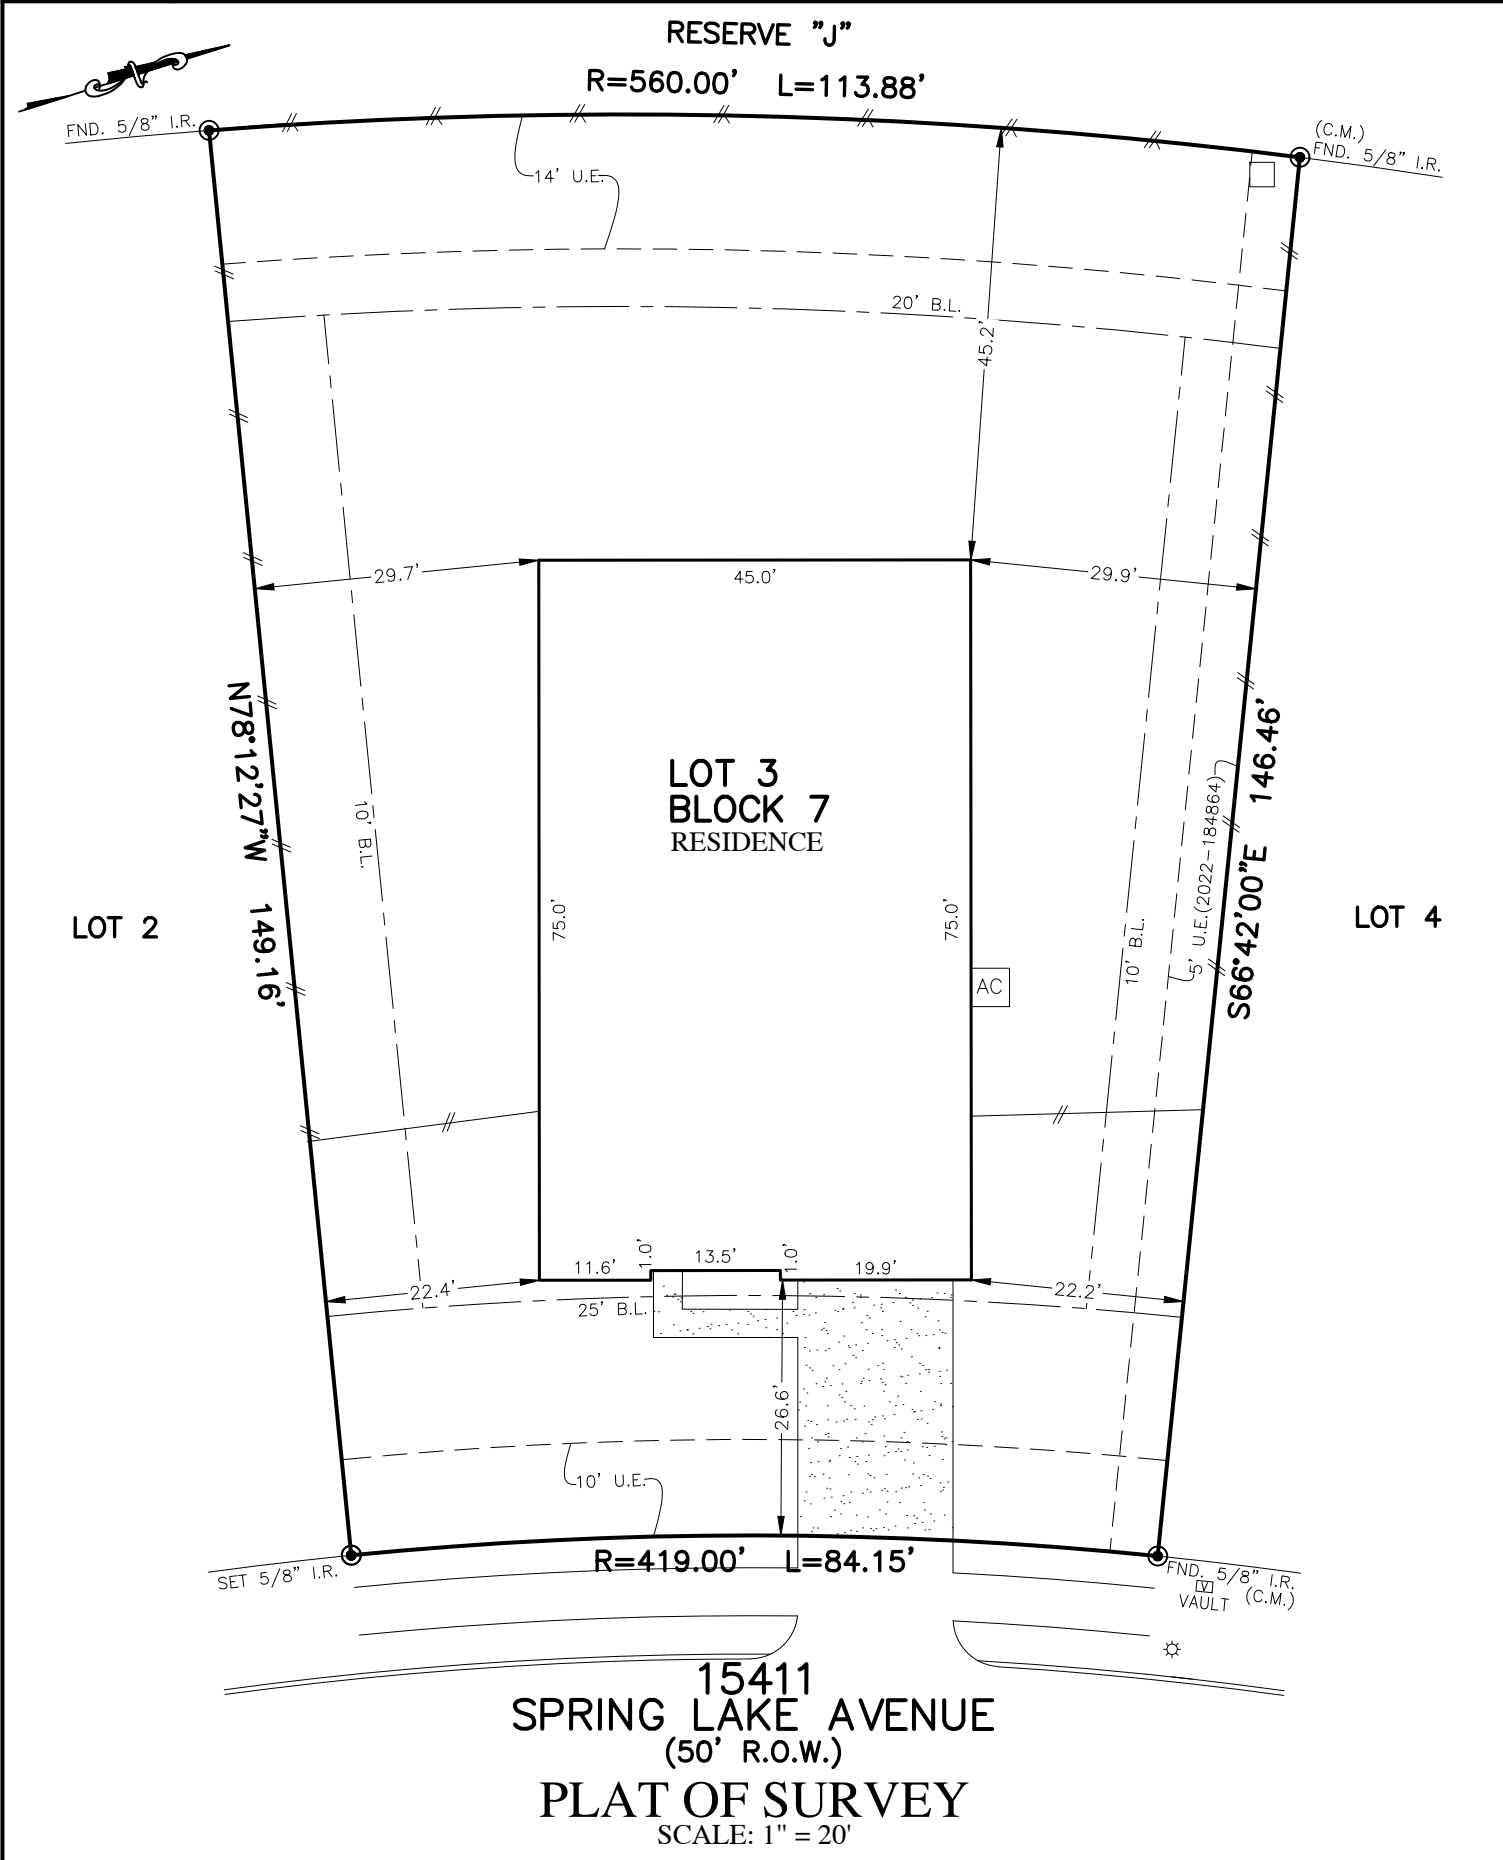 RESERVE "J"
R=560.00' L=113.88'
FND. 5/8" I.R.
(C.M.)
FND. 5/8" I.R.
14' U.E.
20' B.L.
45.2'
29.7'
45.0'
29.9'
N78°12'27"W 149.16'
10' B.L.
LOT 3
BLOCK 7
RESIDENCE
S66°42'00"E 146.46'
5' U.E.(2022-184864)
10' B.L.
LOT 2
75.0'
75.0'
LOT 4
AC
11.6'
1.0'
13.5'
1.0'
19.9'
22.4'
22.2'
25' B.L.
26.6'
10' U.E.
R=419.00' L=84.15'
SET 5/8" I.R.
FND. 5/8" I.R.
(C.M.)
V
VAULT
15411
SPRING LAKE AVENUE
(50' R.O.W.)
PLAT OF SURVEY
SCALE: 1" = 20'